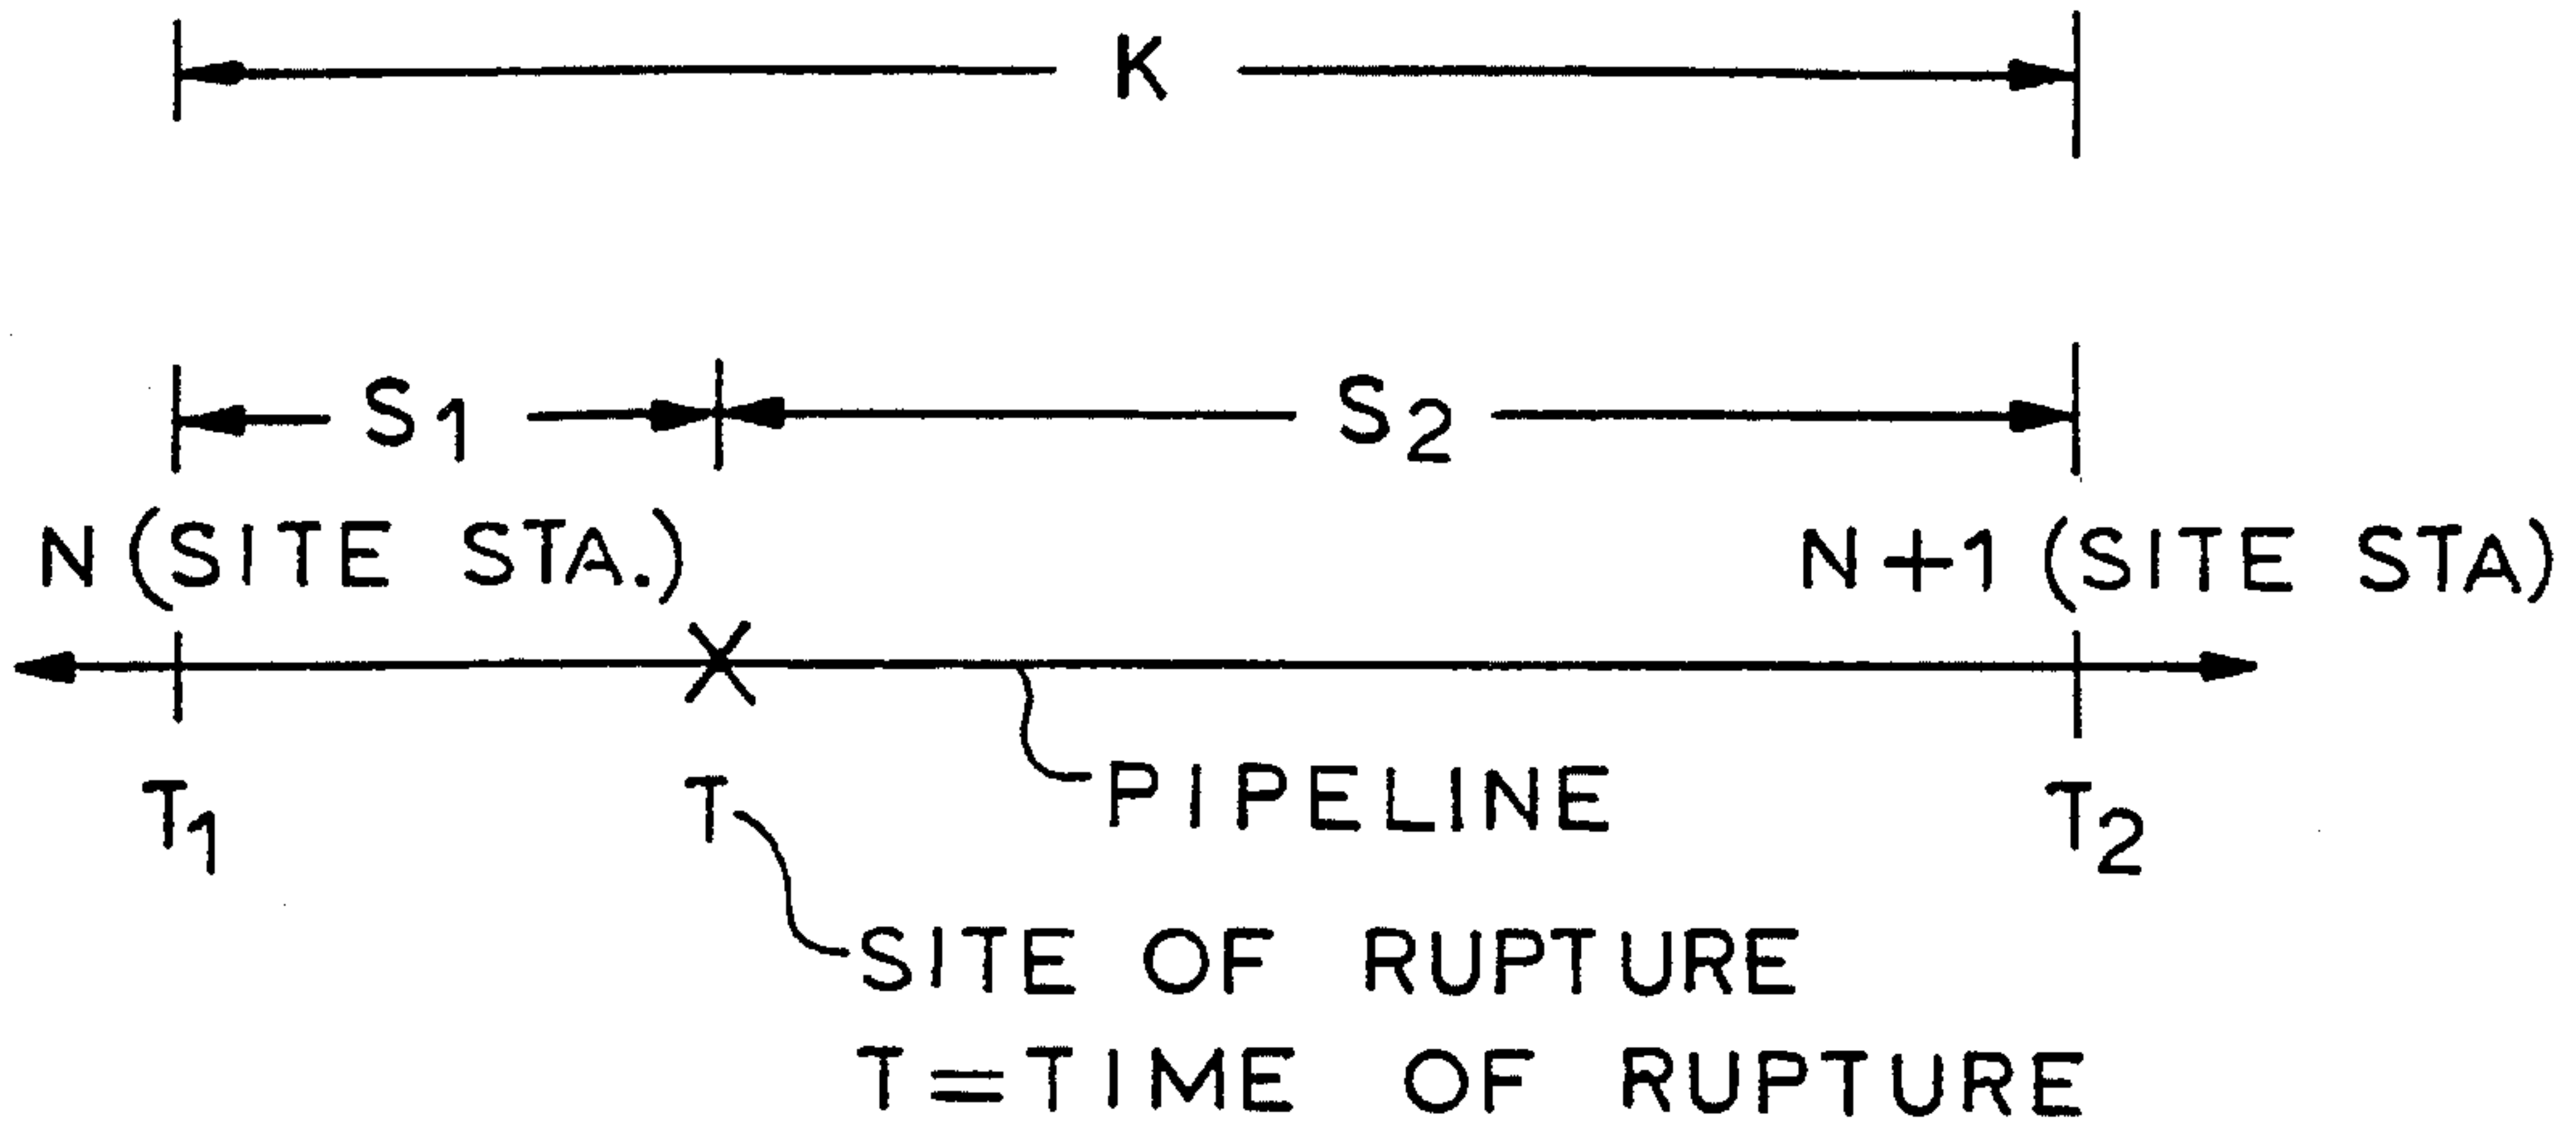 K
S1 S2
N (SITE STA.) N+1 (SITE STA)
T1 T PIPELINE T2
SITE OF RUPTURE
T=TIME OF RUPTURE